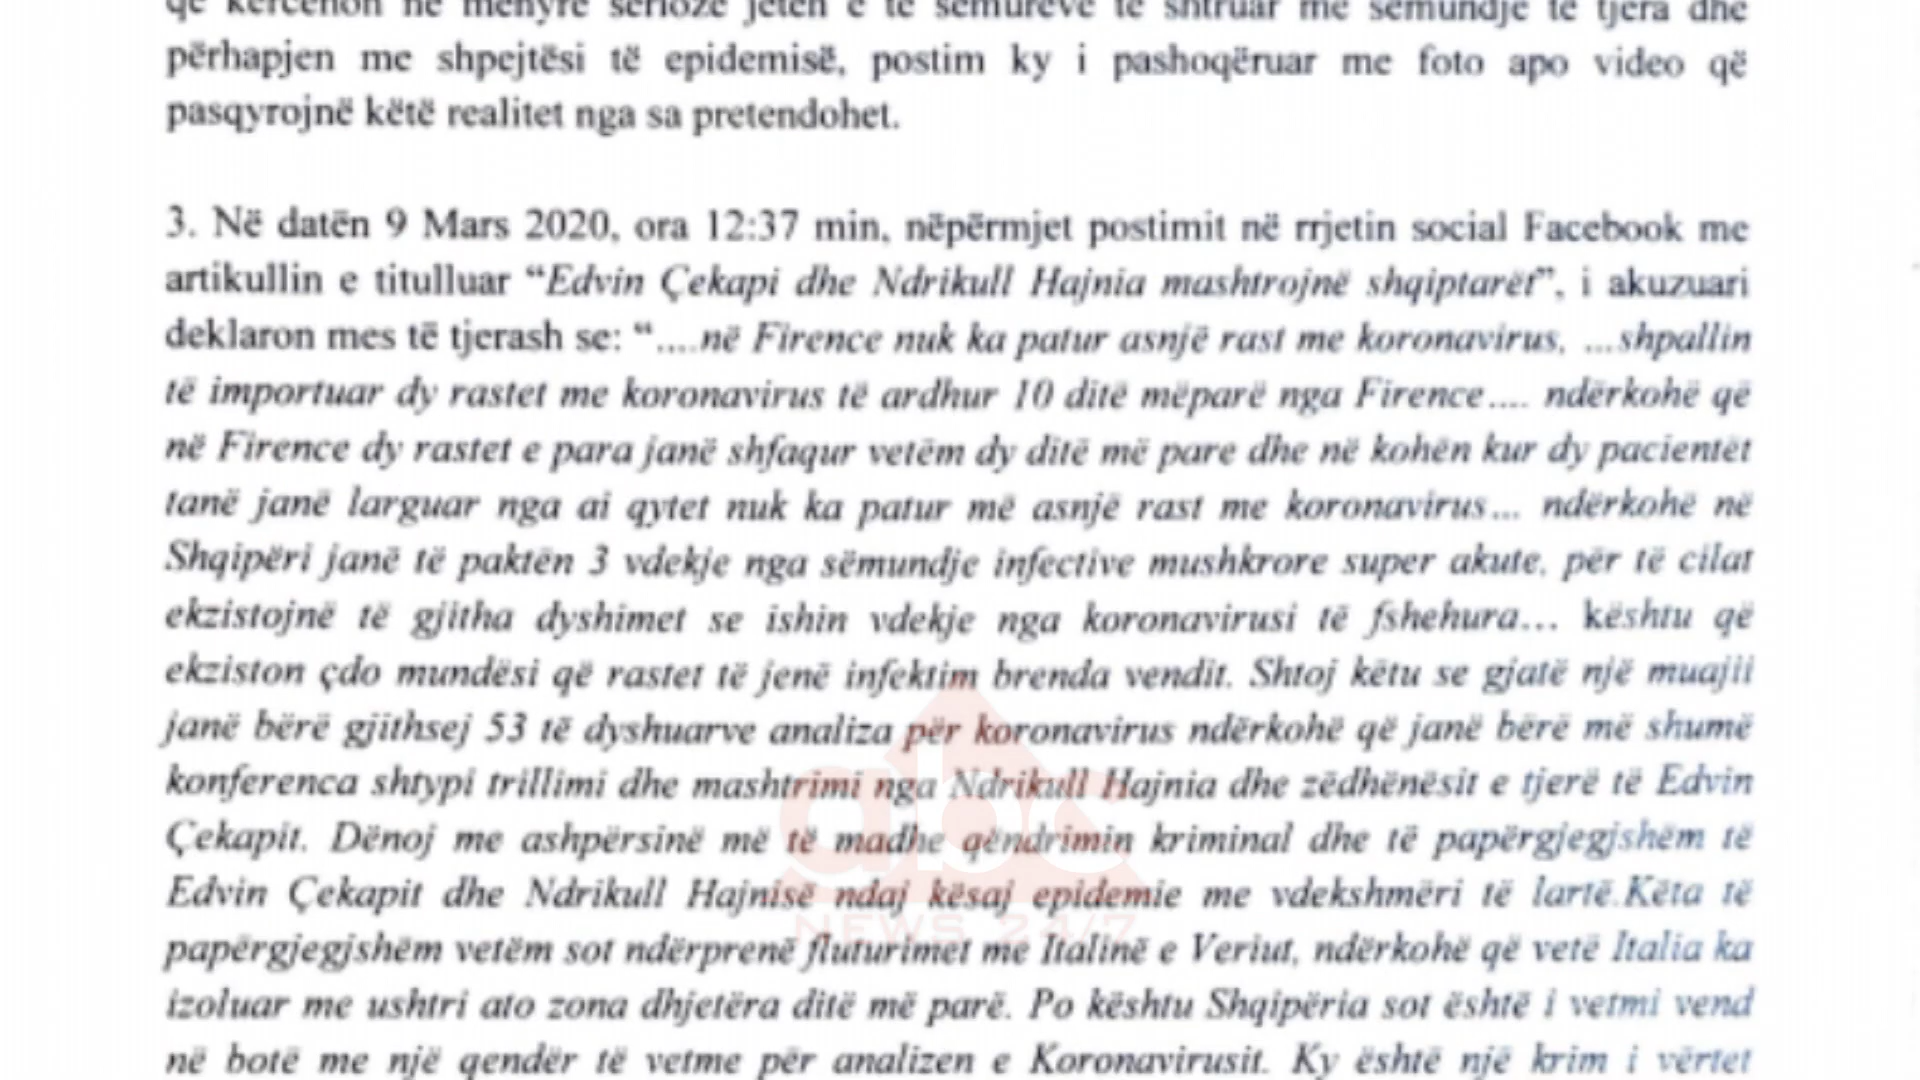 që kërcënon në mënyrë serioze jetën e të sëmurëve të shtruar me sëmundje të tjera dhe
përhapjen me shpejtësi të epidemisë, postim ky i pashoqëruar me foto apo video që
pasqyrojnë këtë realitet nga sa pretendohet.
3. Në datën 9 Mars 2020, ora 12:37 min, nëpërmjet postimit në rrjetin social Facebook me
artikullin e titulluar “Edvin Çekapi dhe Ndrikull Hajnia mashtrojnë shqiptarët”, i akuzuari
deklaron mes të tjerash se: “....në Firence nuk ka patur asnjë rast me koronavirus, ...shpallin
të importuar dy rastet me koronavirus të ardhur 10 ditë mëparë nga Firence.... ndërkohë që
në Firence dy rastet e para janë shfaqur vetëm dy ditë më pare dhe në kohën kur dy pacientët
tanë janë larguar nga ai qytet nuk ka patur më asnjë rast me koronavirus... ndërkohë në
Shqipëri janë të paktën 3 vdekje nga sëmundje infective mushkrore super akute, për të cilat
ekzistojnë të gjitha dyshimet se ishin vdekje nga koronavirusi të fshehura... kështu që
ekziston çdo mundësi që rastet të jenë infektim brenda vendit. Shtoj këtu se gjatë një muajii
janë bërë gjithsej 53 të dyshuarve analiza për koronavirus ndërkohë që janë bërë më shumë
konferenca shtypi trillimi dhe mashtrimi nga Ndrikull Hajnia dhe zëdhënësit e tjerë të Edvin
Çekapit. Dënoj me ashpërsinë më të madhe qëndrimin kriminal dhe të papërgjegjshëm të
Edvin Çekapit dhe Ndrikull Hajnisë ndaj kësaj epidemie me vdekshmëri të lartë.Këta të
papërgjegjshëm vetëm sot ndërprenë fluturimet me Italinë e Veriut, ndërkohë që vetë Italia ka
izoluar me ushtri ato zona dhjetëra ditë më parë. Po kështu Shqipëria sot është i vetmi vend
në botë me një qendër të vetme për analizen e Koronavirusit. Ky është një krim i vërtet
abc
NEWS 24/7